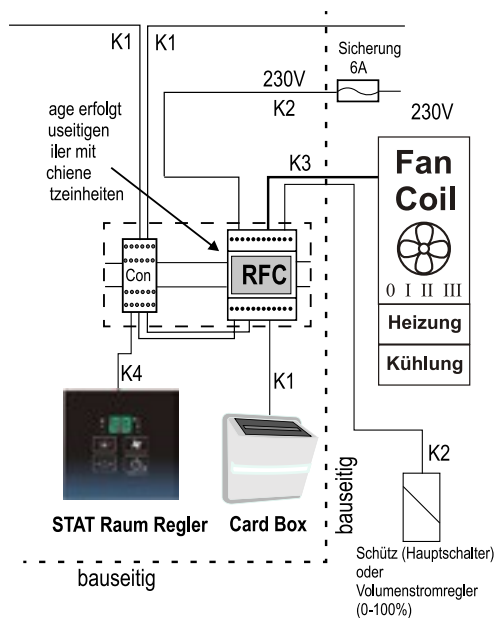 K1
K1
Sicherung
6A
230V
K2
230V
age erfolgt
useitigen
iler mit
chiene
tzeinheiten
K3
Fan
Coil
0 I II III
Heizung
Kühlung
Con
RFC
K4
K1
K2
STAT Raum Regler
Card Box
bauseitig
bauseitig
Schütz (Hauptschalter)
oder
Volumenstromregler
(0-100%)